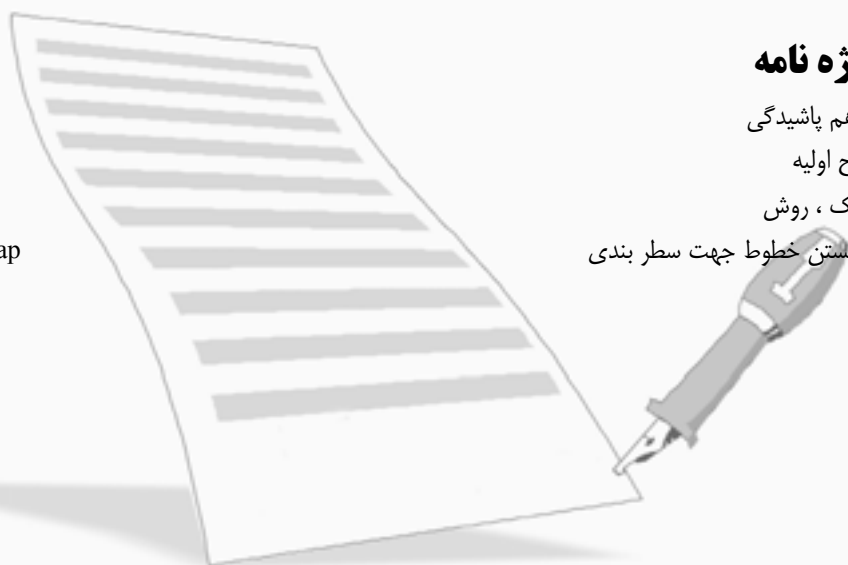 ژه نامه
هم پاشیدگی
ح اولیه
ک ، روش
ستن خطوط جهت سطر بندی ap